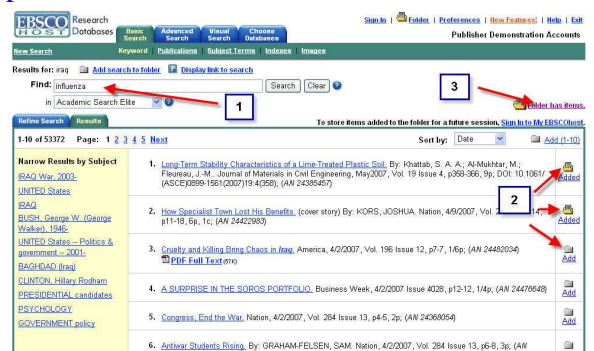 EBSCO HOST Research Databases
Basic Search Advanced Search Visual Search Choose Databases
Sign In | Folder | Preferences | New Features! | Help | Exit
Publisher Demonstration Accounts
New Search Keyword | Publications | Subject Terms | Indexes | Images
Results for: iraq Add search to folder Display link to search
3
Find: influenza Search Clear
1
Folder has items.
in Academic Search Elite
To store items added to the folder for a future session, Sign In to My EBSCOhost.
Refine Search Results
1-10 of 53372 Page: 1 2 3 4 5 Next Sort by: Date Add (1-10)
Narrow Results by Subject
IRAQ War, 2003-
UNITED States
IRAQ
BUSH, George W. (George Walker), 1946-
UNITED States -- Politics & government -- 2001-
BAGHDAD (Iraq)
CLINTON, Hillary Rodham
PRESIDENTIAL candidates
PSYCHOLOGY
GOVERNMENT policy
1. Long-Term Stability Characteristics of a Lime-Treated Plastic Soil. By: Khattab, S. A. A.; Al-Mukhtar, M.;
Fleureau, J.-M.. Journal of Materials in Civil Engineering, May2007, Vol. 19 Issue 4, p358-366, 9p; DOI: 10.1061/
(ASCE)0899-1561(2007)19:4(358); (AN 24385457)
Added
2
2. How Specialist Town Lost His Benefits. (cover story) By: KORS, JOSHUA. Nation, 4/9/2007, Vol. 14,
p11-18, 6p, 1c; (AN 24422983)
Added
3. Cruelty and Killing Bring Chaos in Iraq. America, 4/2/2007, Vol. 196 Issue 12, p7-7, 1/6p; (AN 24482034)
PDF Full Text (67K)
Add
4. A SURPRISE IN THE SOROS PORTFOLIO. Business Week, 4/2/2007 Issue 4028, p12-12, 1/4p; (AN 24476648)
Add
5. Congress, End the War. Nation, 4/2/2007, Vol. 284 Issue 13, p4-5, 2p; (AN 24368054)
Add
6. Antiwar Students Rising. By: GRAHAM-FELSEN, SAM. Nation, 4/2/2007, Vol. 284 Issue 13, p6-8, 3p; (AN